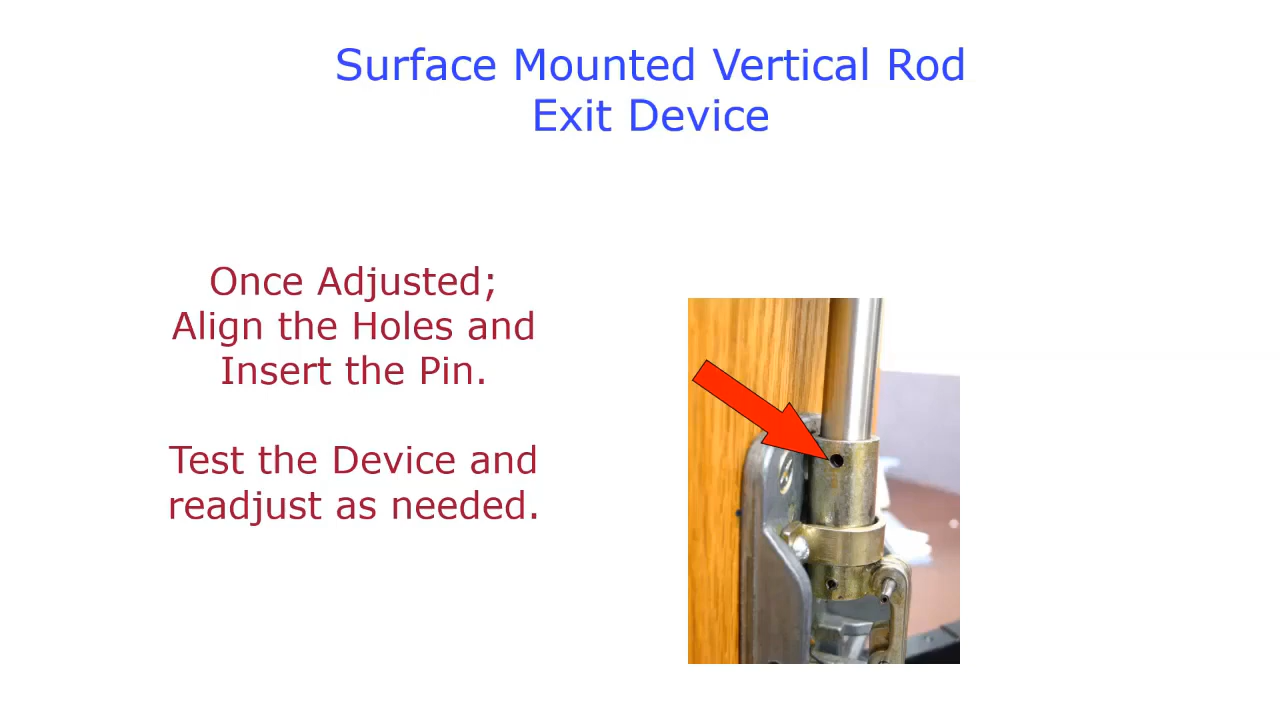 Surface Mounted Vertical Rod
Exit Device
Once Adjusted;
Align the Holes and
Insert the Pin.
Test the Device and
readjust as needed.